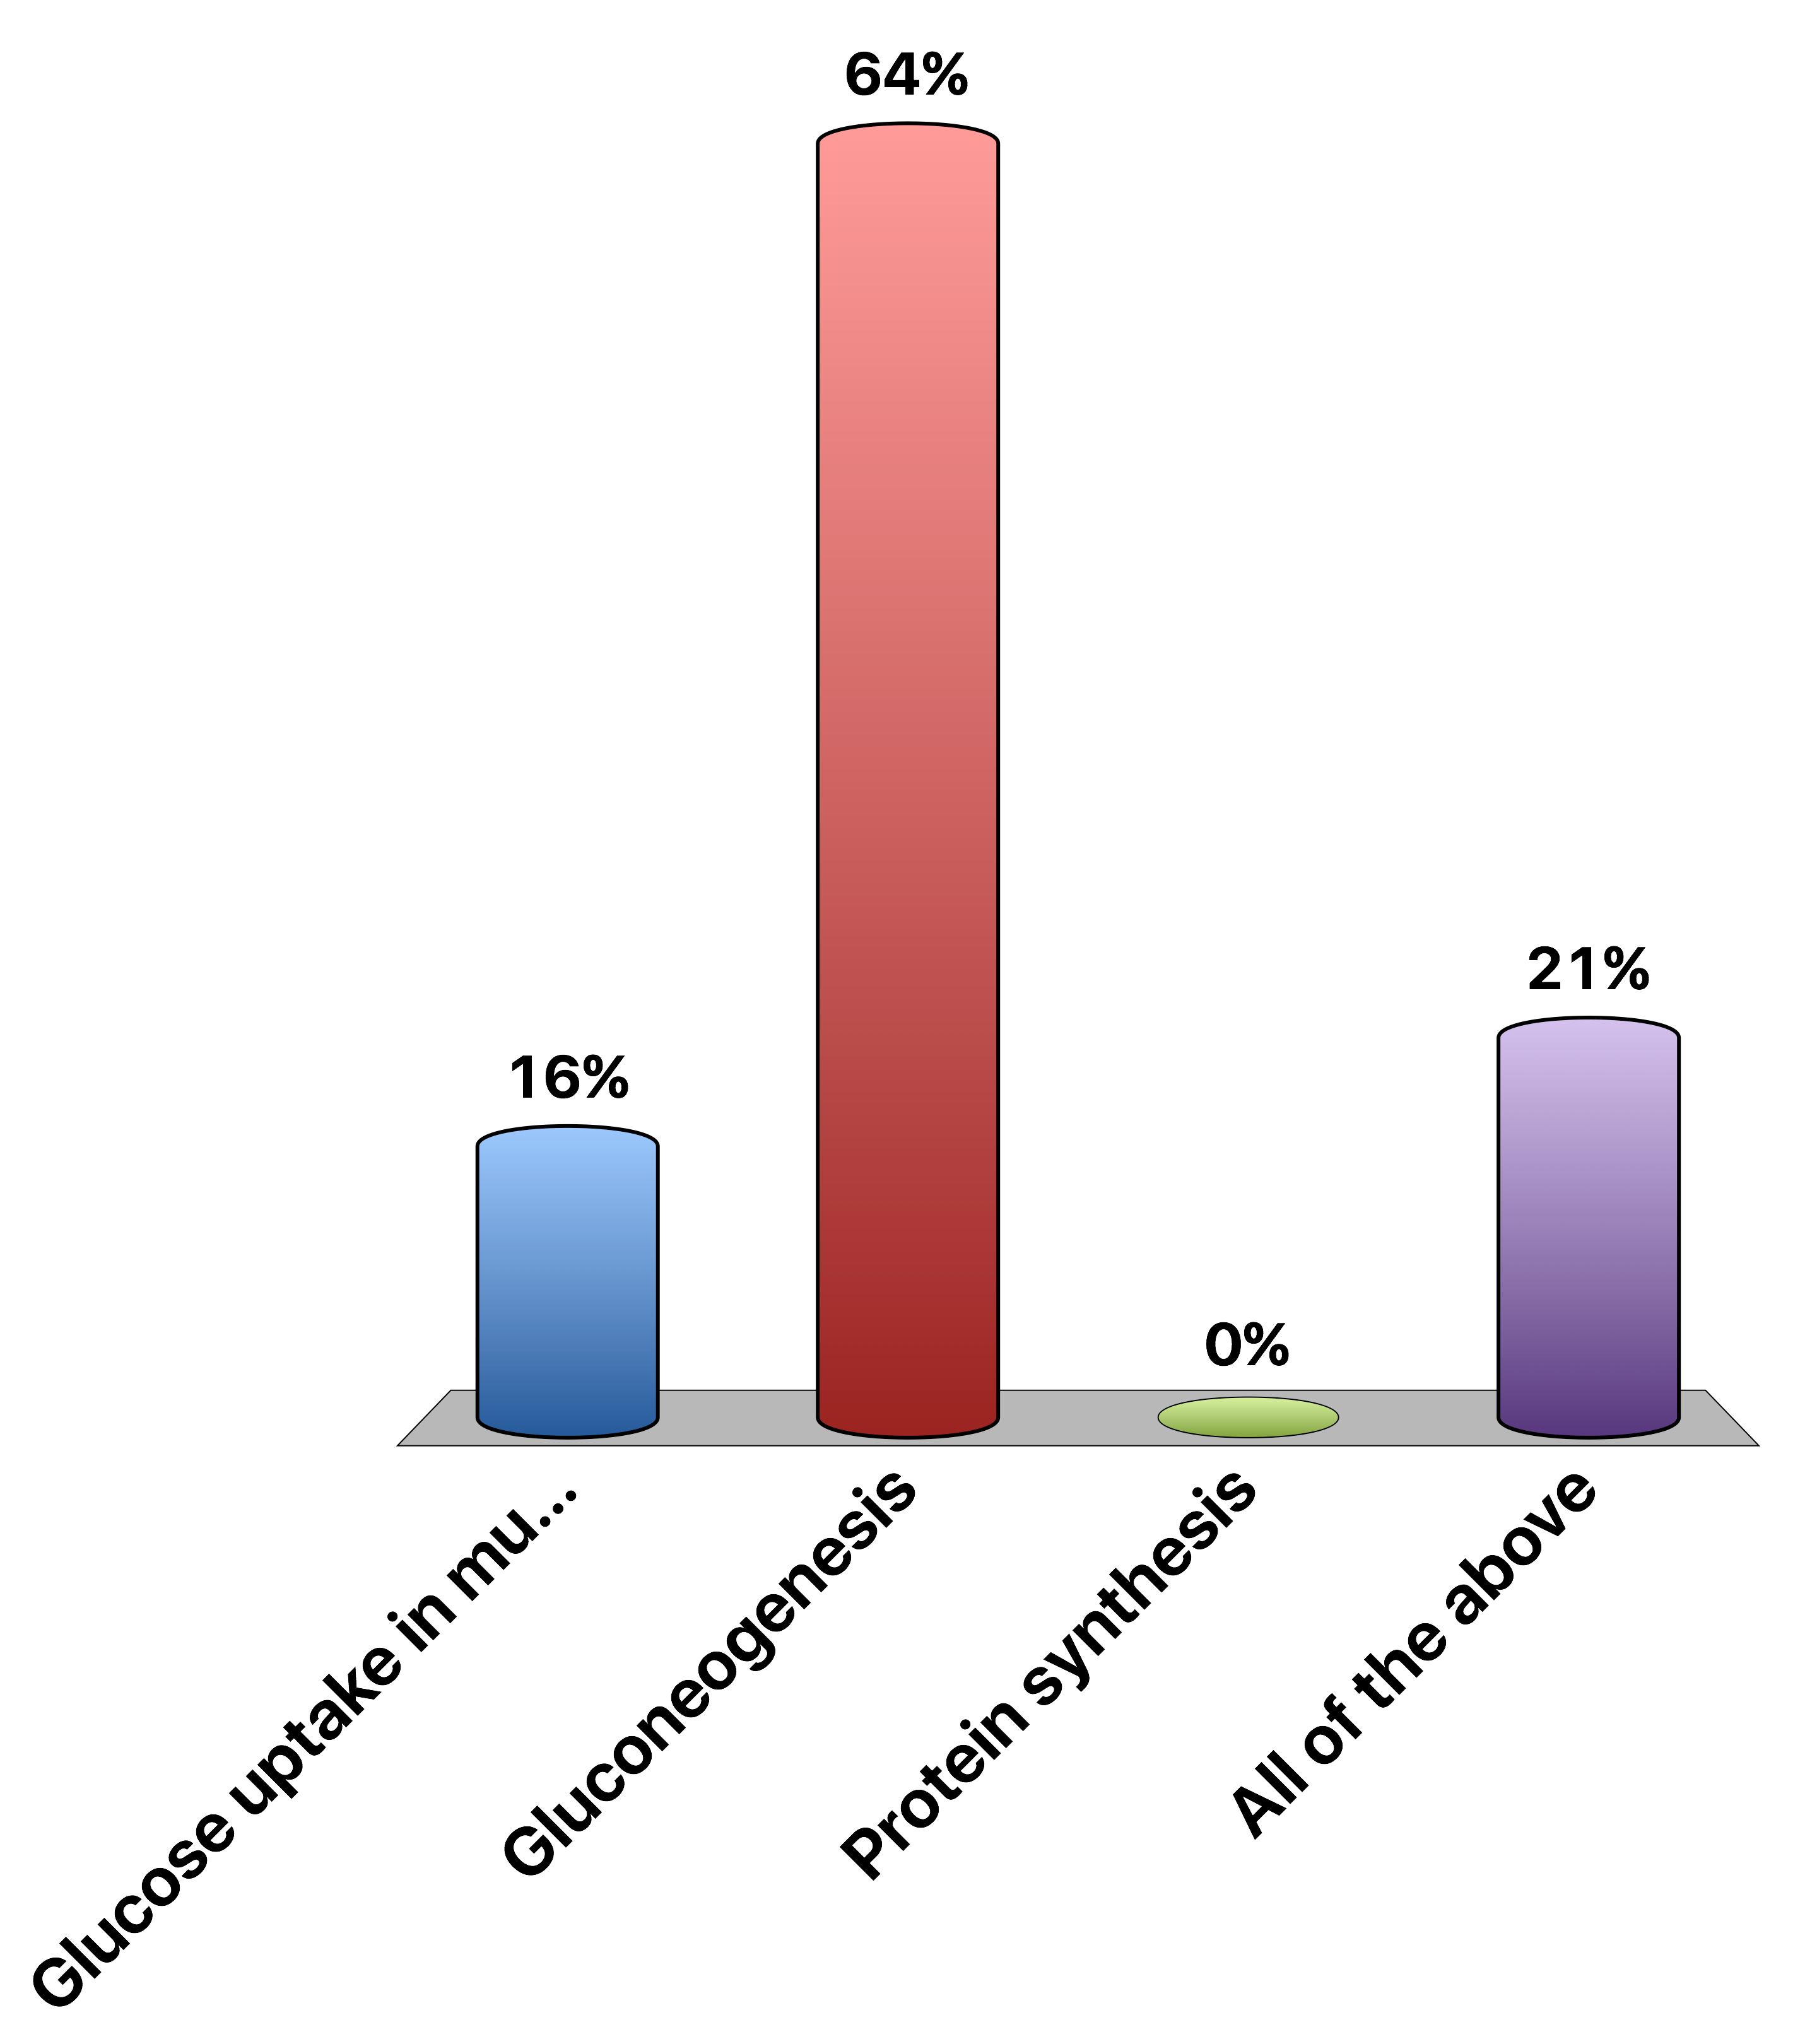 64%
21%
16%
0%
Glucose uptake in mu...
Gluconeogenesis
Protein synthesis
All of the above